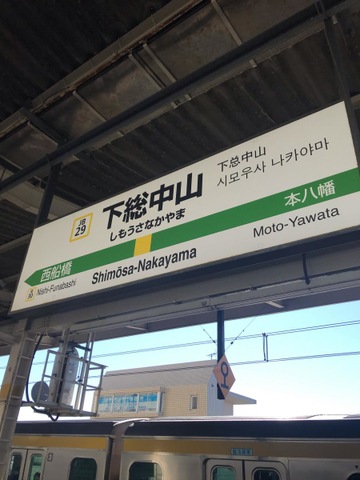 JB
29
下総中山
しもうさなかやま
Shimōsa-Nakayama
下总中山
시모우사 나카야마
西船橋
Nishi-Funabashi
本八幡
Moto-Yawata